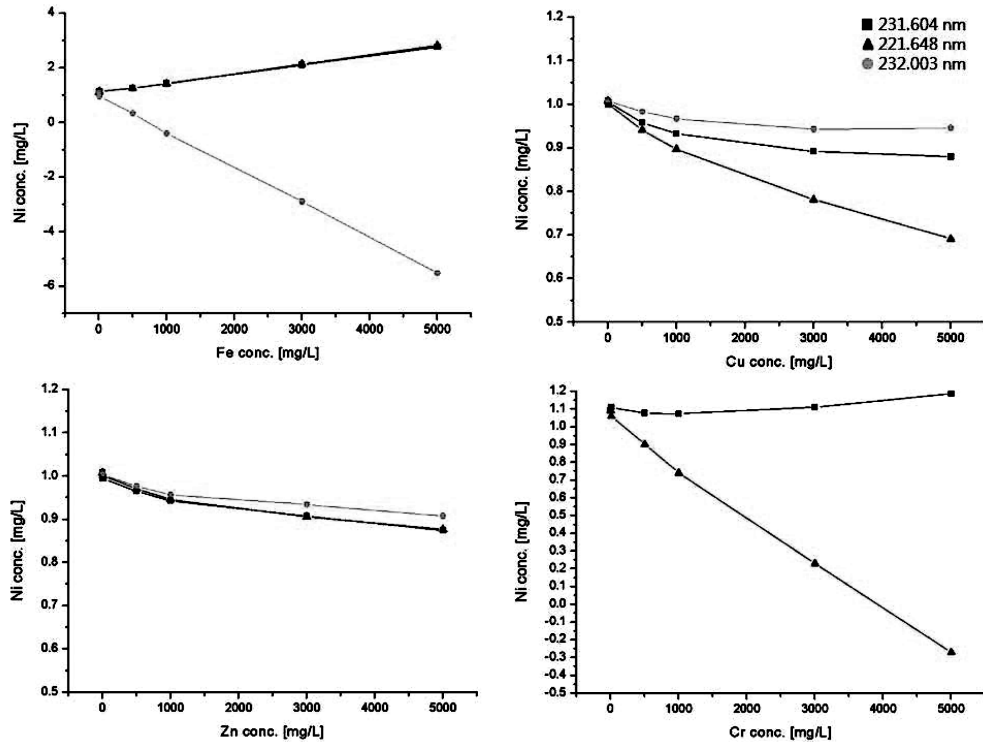 4
2
0
-2
-4
-6
Ni conc. [mg/L]
0 1000 2000 3000 4000 5000
Fe conc. [mg/L]
231.604 nm
221.648 nm
232.003 nm
1.2
1.1
1.0
0.9
0.8
0.7
0.6
0.5
Ni conc. [mg/L]
0 1000 2000 3000 4000 5000
Cu conc. [mg/L]
1.2
1.1
1.0
0.9
0.8
0.7
0.6
0.5
Ni conc. [mg/L]
0 1000 2000 3000 4000 5000
Zn conc. [mg/L]
1.2
1.1
1.0
0.9
0.8
0.7
0.6
0.5
0.4
0.3
0.2
0.1
0.0
-0.1
-0.2
-0.3
-0.4
-0.5
Ni conc. [mg/L]
0 1000 2000 3000 4000 5000
Cr conc. [mg/L]